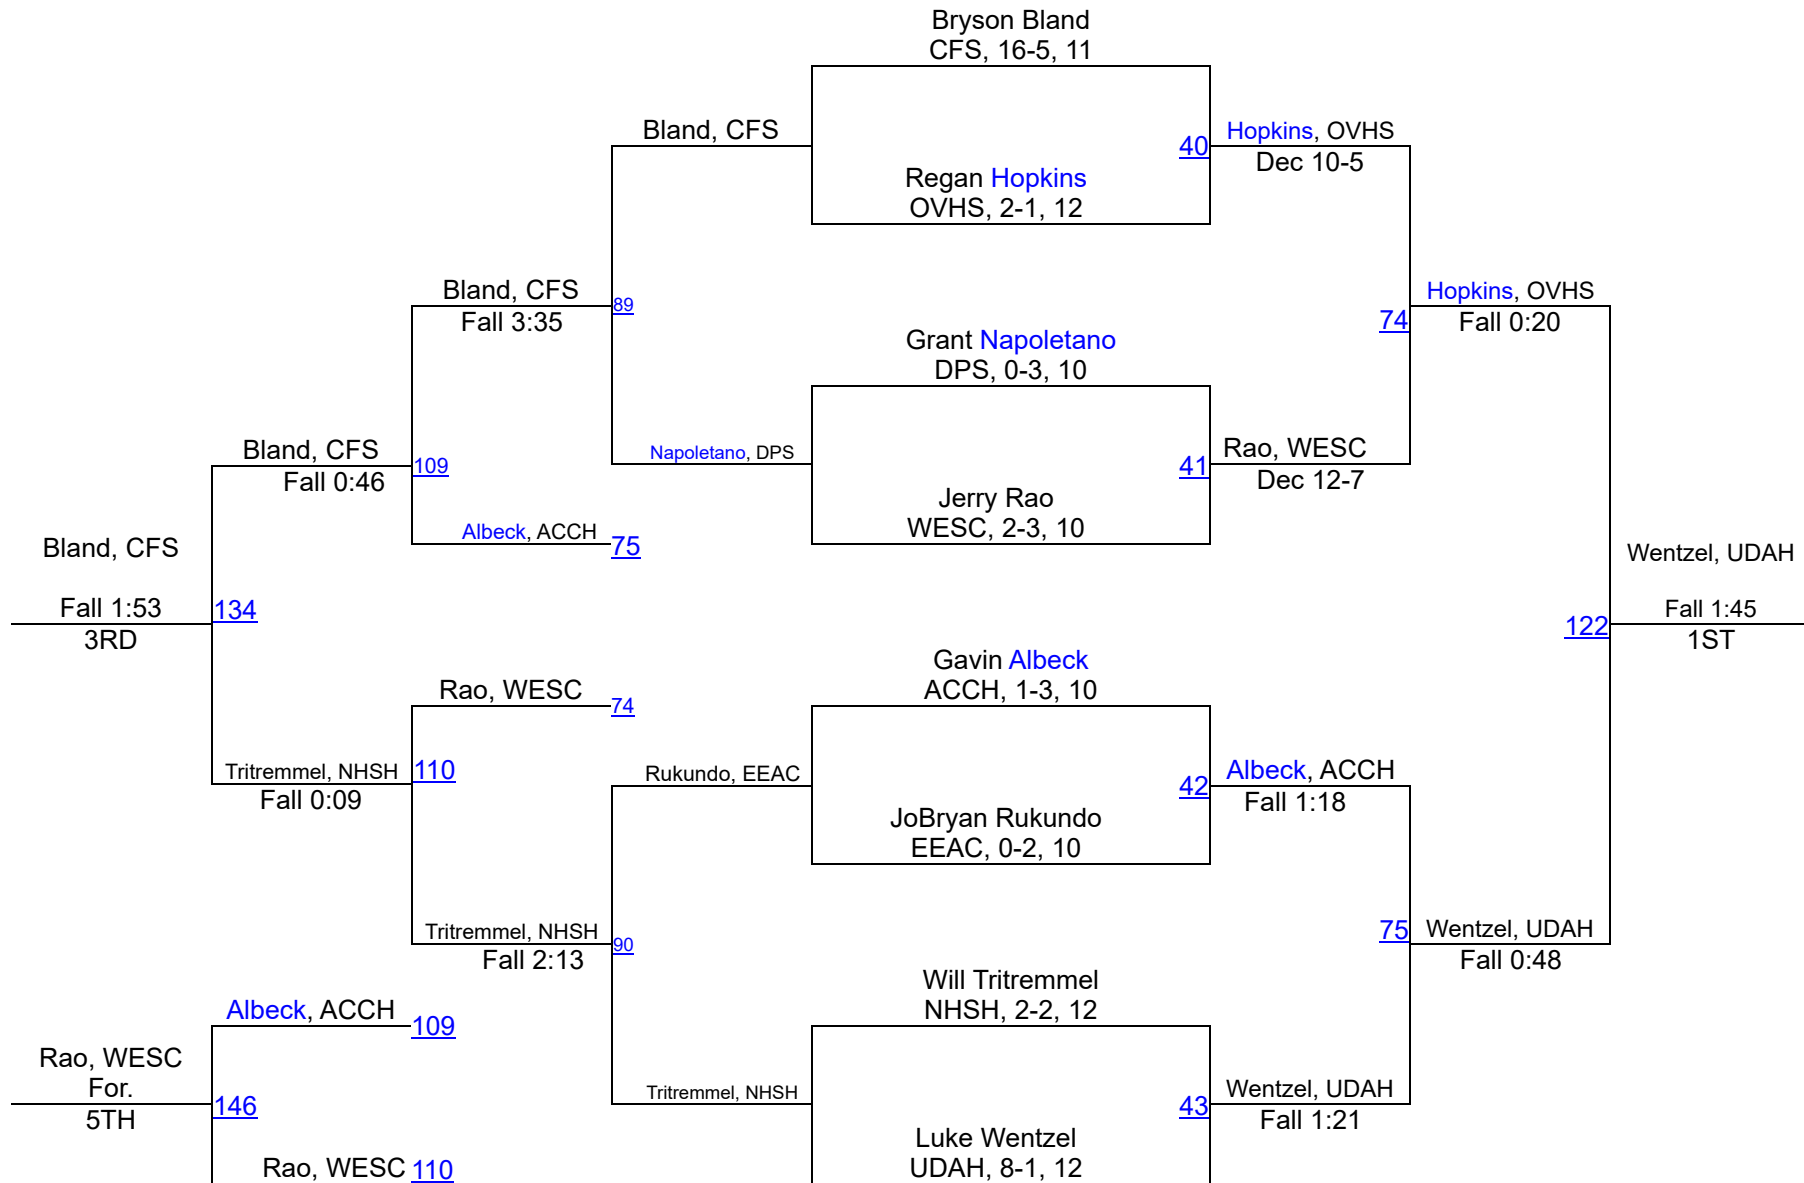 Bryson Bland
CFS, 16-5, 11
Bland, CFS
40
Hopkins, OVHS
Dec 10-5
Regan Hopkins
OVHS, 2-1, 12
Bland, CFS
Fall 3:35
89
Hopkins, OVHS
74
Fall 0:20
Grant Napoletano
DPS, 0-3, 10
Bland, CFS
Fall 0:46
109
Napoletano, DPS
41
Rao, WESC
Dec 12-7
Jerry Rao
WESC, 2-3, 10
Albeck, ACCH
75
Bland, CFS
Fall 1:53
3RD
134
Wentzel, UDAH
Fall 1:45
1ST
122
Gavin Albeck
ACCH, 1-3, 10
Rao, WESC
74
Tritremmel, NHSH
Fall 0:09
110
Rukundo, EEAC
42
Albeck, ACCH
Fall 1:18
JoBryan Rukundo
EEAC, 0-2, 10
Tritremmel, NHSH
Fall 2:13
90
75
Wentzel, UDAH
Fall 0:48
Will Tritremmel
NHSH, 2-2, 12
Albeck, ACCH
109
Rao, WESC
For.
5TH
146
Tritremmel, NHSH
43
Wentzel, UDAH
Fall 1:21
Luke Wentzel
UDAH, 8-1, 12
Rao, WESC
110